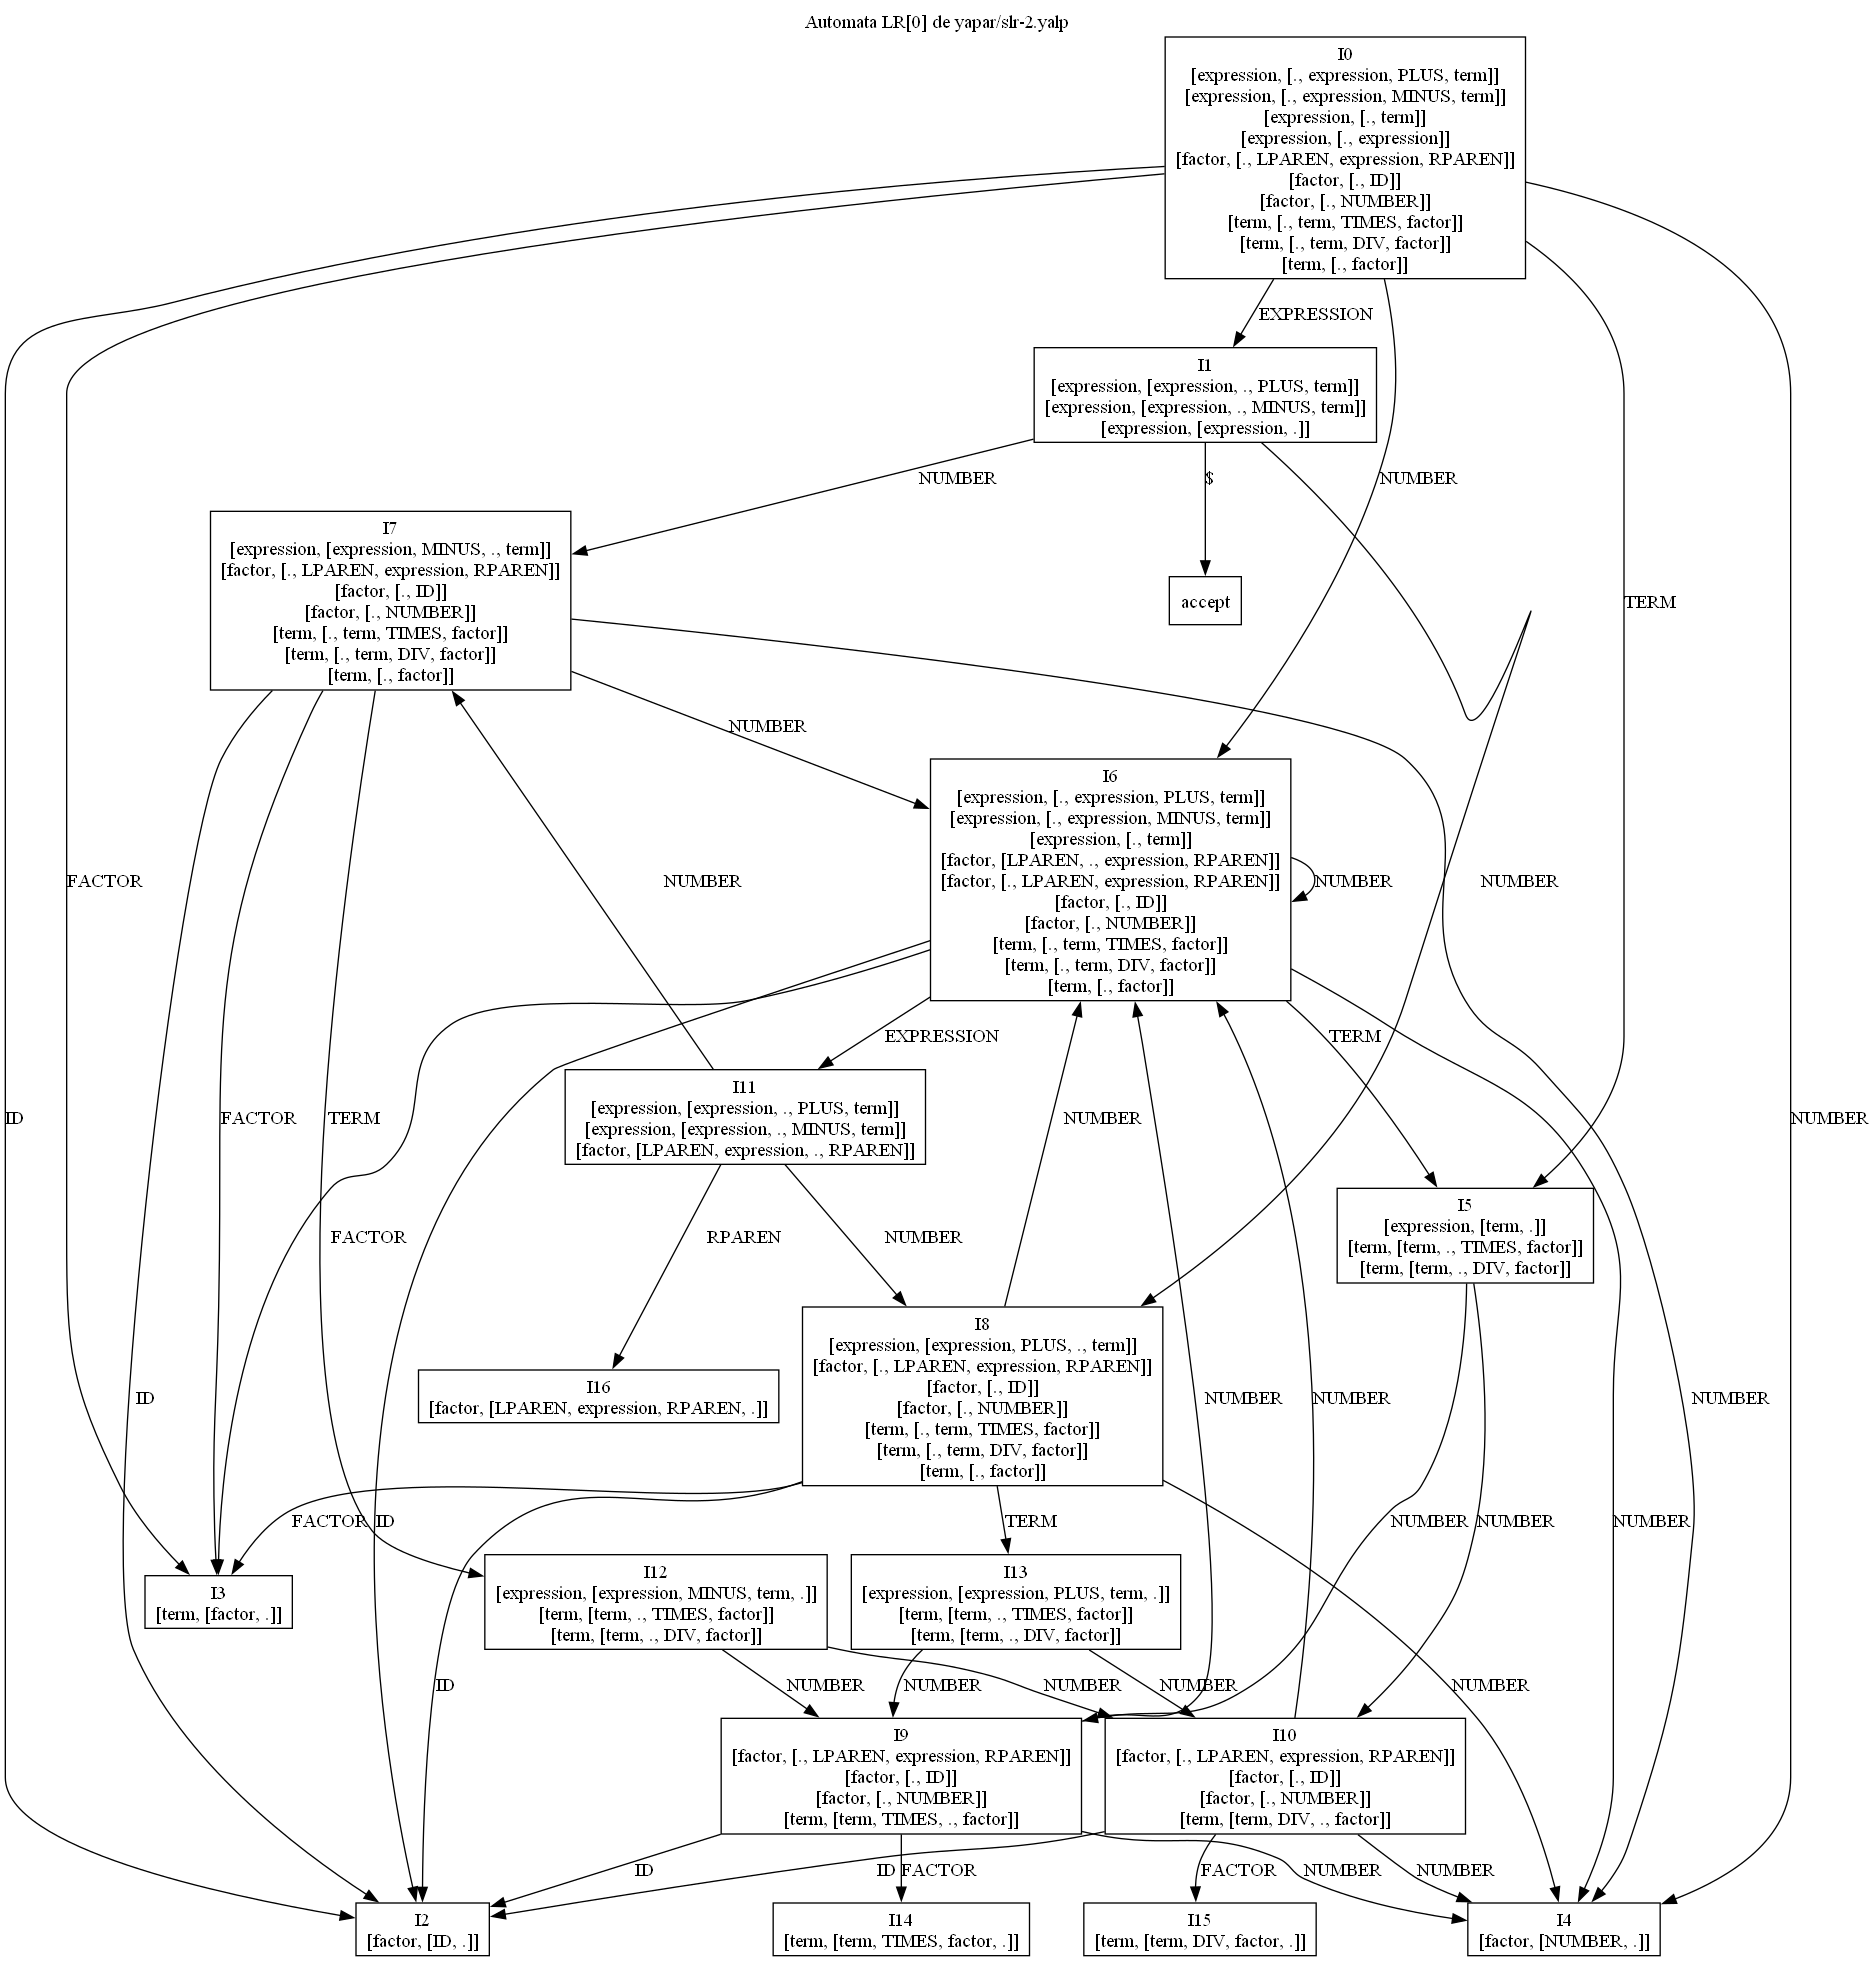 Automata LR[0] de yapar/slr-2.yalp
I0
[expression, [., expression, PLUS, term]]
[expression, [., expression, MINUS, term]]
[expression, [., term]]
[expression, [., expression]]
[factor, [., LPAREN, expression, RPAREN]]
[factor, [., ID]]
[factor, [., NUMBER]]
[term, [., term, TIMES, factor]]
[term, [., term, DIV, factor]]
[term, [., factor]]
EXPRESSION
I1
[expression, [expression, ., PLUS, term]]
[expression, [expression, ., MINUS, term]]
[expression, [expression, .]]
NUMBER
$
NUMBER
I7
[expression, [expression, MINUS, ., term]]
[factor, [., LPAREN, expression, RPAREN]]
[factor, [., ID]]
[factor, [., NUMBER]]
[term, [., term, TIMES, factor]]
[term, [., term, DIV, factor]]
[term, [., factor]]
accept
TERM
NUMBER
I6
[expression, [., expression, PLUS, term]]
[expression, [., expression, MINUS, term]]
[expression, [., term]]
[factor, [LPAREN, ., expression, RPAREN]]
[factor, [., LPAREN, expression, RPAREN]]
[factor, [., ID]]
[factor, [., NUMBER]]
[term, [., term, TIMES, factor]]
[term, [., term, DIV, factor]]
[term, [., factor]]
FACTOR
NUMBER
NUMBER
NUMBER
EXPRESSION
TERM
I11
[expression, [expression, ., PLUS, term]]
[expression, [expression, ., MINUS, term]]
[factor, [LPAREN, expression, ., RPAREN]]
ID
FACTOR
TERM
NUMBER
NUMBER
I5
[expression, [term, .]]
[term, [term, ., TIMES, factor]]
[term, [term, ., DIV, factor]]
FACTOR
RPAREN
NUMBER
I8
[expression, [expression, PLUS, ., term]]
[factor, [., LPAREN, expression, RPAREN]]
[factor, [., ID]]
[factor, [., NUMBER]]
[term, [., term, TIMES, factor]]
[term, [., term, DIV, factor]]
[term, [., factor]]
I16
[factor, [LPAREN, expression, RPAREN, .]]
ID
NUMBER
NUMBER
NUMBER
FACTOR
ID
TERM
NUMBER
NUMBER
NUMBER
I3
[term, [factor, .]]
I12
[expression, [expression, MINUS, term, .]]
[term, [term, ., TIMES, factor]]
[term, [term, ., DIV, factor]]
I13
[expression, [expression, PLUS, term, .]]
[term, [term, ., TIMES, factor]]
[term, [term, ., DIV, factor]]
ID
NUMBER
NUMBER
NUMBER
NUMBER
NUMBER
I9
[factor, [., LPAREN, expression, RPAREN]]
[factor, [., ID]]
[factor, [., NUMBER]]
[term, [term, TIMES, ., factor]]
I10
[factor, [., LPAREN, expression, RPAREN]]
[factor, [., ID]]
[factor, [., NUMBER]]
[term, [term, DIV, ., factor]]
ID
ID
FACTOR
FACTOR
NUMBER
NUMBER
I2
[factor, [ID, .]]
I14
[term, [term, TIMES, factor, .]]
I15
[term, [term, DIV, factor, .]]
I4
[factor, [NUMBER, .]]